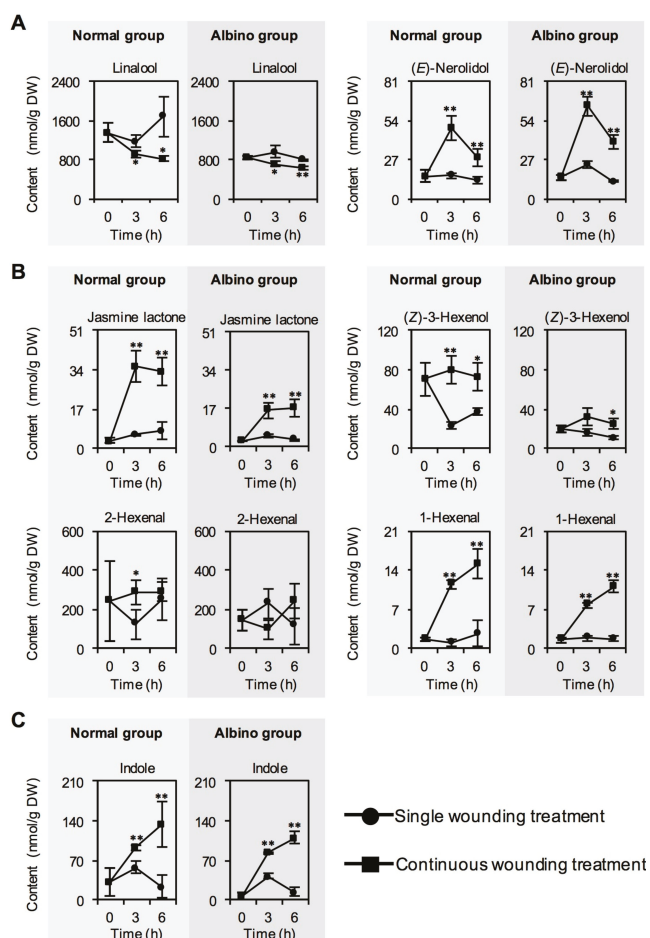 A
Normal group Albino group Normal group Albino group
Linalool Linalool (E)-Nerolidol (E)-Nerolidol
Content (nmol/g DW) 2400 1600 800 0 2400 1600 800 0 Content (nmol/g DW) 81 54 27 0 81 54 27 0
* * * ** ** ** ** **
0 3 6 0 3 6 0 3 6 0 3 6
Time (h) Time (h) Time (h) Time (h)
B
Normal group Albino group Normal group Albino group
Jasmine lactone Jasmine lactone (Z)-3-Hexenol (Z)-3-Hexenol
Content (nmol/g DW) 51 34 17 0 51 34 17 0 Content (nmol/g DW) 120 80 40 0 120 80 40 0
** ** ** ** ** * *
0 3 6 0 3 6 0 3 6 0 3 6
Time (h) Time (h) Time (h) Time (h)
2-Hexenal 2-Hexenal 1-Hexenal 1-Hexenal
Content (nmol/g DW) 600 400 200 0 600 400 200 0 Content (nmol/g DW) 21 14 7 0 21 14 7 0
* ** ** ** **
0 3 6 0 3 6 0 3 6 0 3 6
Time (h) Time (h) Time (h) Time (h)
C
Normal group Albino group
Indole Indole
Content (nmol/g DW) 210 140 70 0 210 140 70 0
** ** ** **
0 3 6 0 3 6
Time (h) Time (h)
Single wounding treatment
Continuous wounding treatment